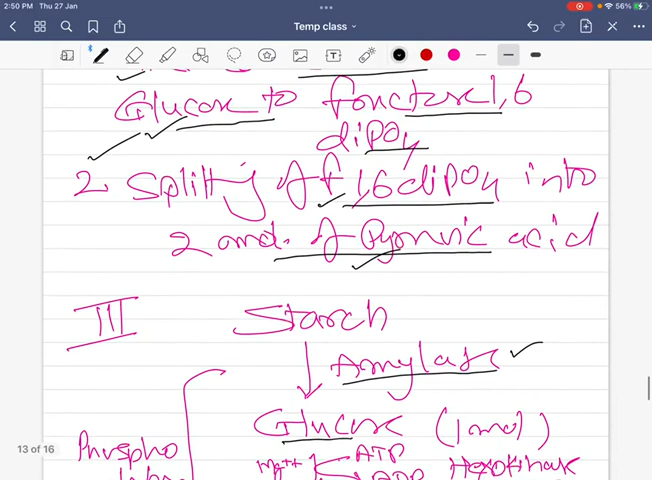 2:50 PM Thu 27 Jan
56%
Temp class
Glucose to fructose 1,6
dipo4
2. Splitting of f 1,6 dipo4 into
2 mol. of Pyruvic acid
III Starch
Amylase
Glucose (1 mol)
Phospho
Mg++ ATP Hexokinase
ADP
13 of 16